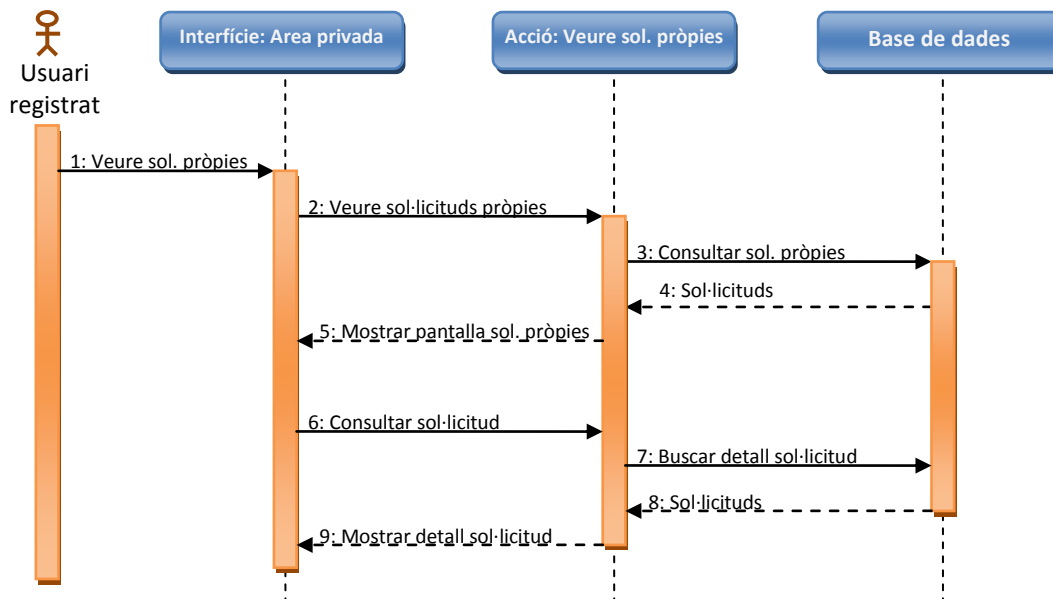 Interfície: Area privada
Acció: Veure sol. pròpies
Base de dades
Usuari
registrat
1: Veure sol. pròpies
2: Veure sol·licituds pròpies
3: Consultar sol. pròpies
4: Sol·licituds
5: Mostrar pantalla sol. pròpies
6: Consultar sol·licitud
7: Buscar detall sol·licitud
8: Sol·licituds
9: Mostrar detall sol·licitud